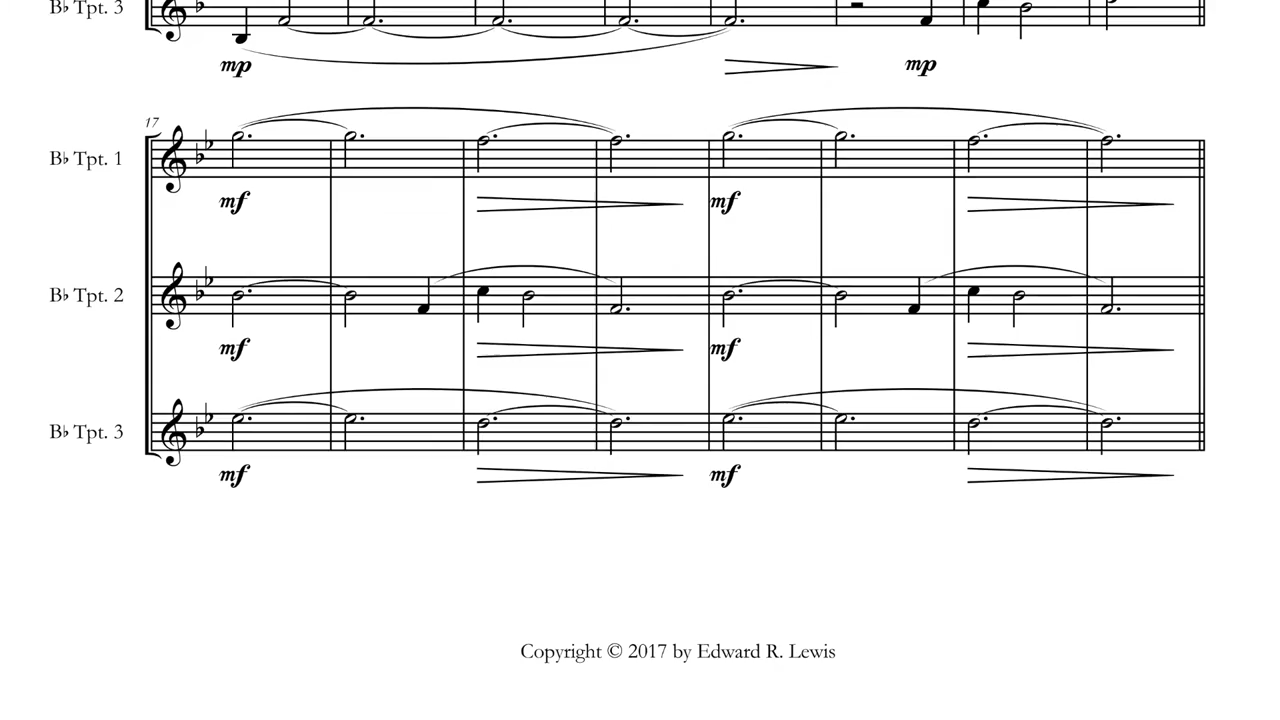 B♭ Tpt. 3
mp mp
17
B♭ Tpt. 1
mf mf
B♭ Tpt. 2
mf mf
B♭ Tpt. 3
mf mf
Copyright © 2017 by Edward R. Lewis